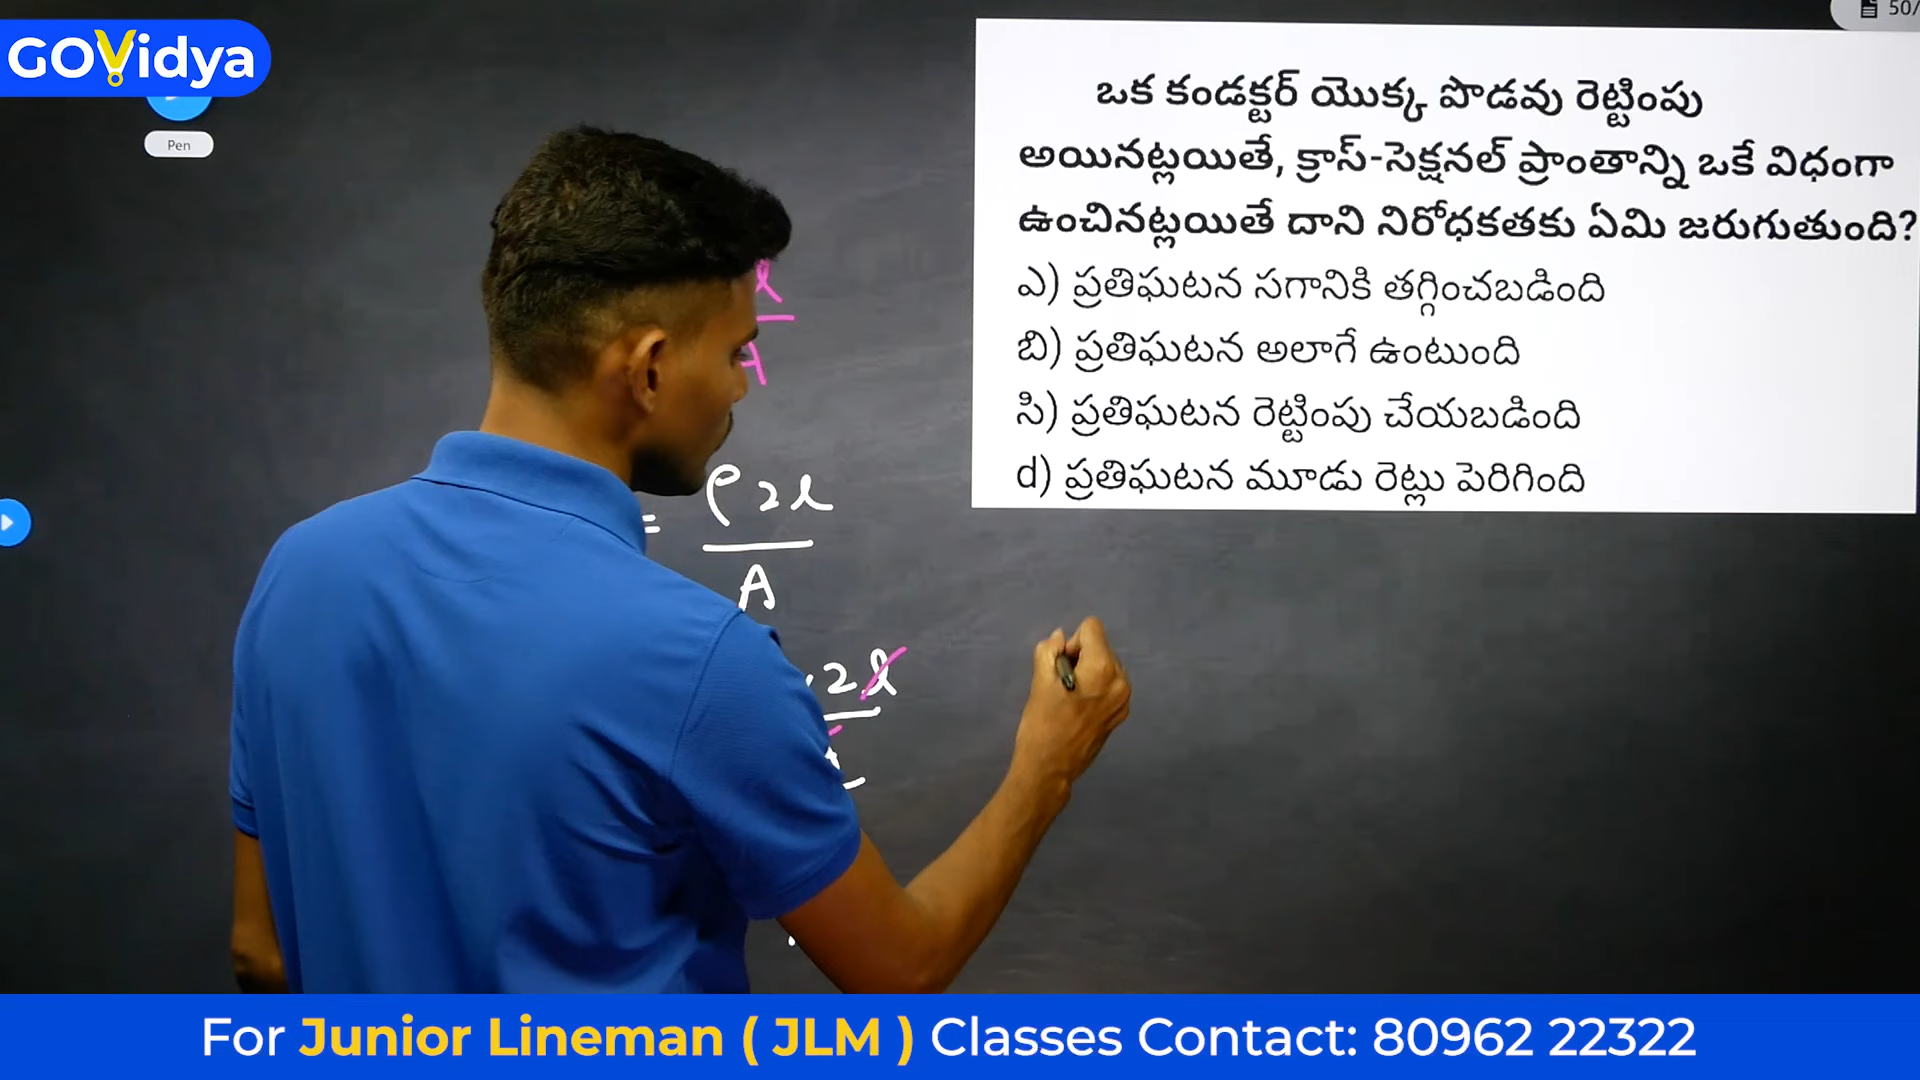 GOVidya
50/
Pen
ఒక కండక్టర్ యొక్క పొడవు రెట్టింపు
అయినట్లయితే, క్రాస్-సెక్షనల్ ప్రాంతాన్ని ఒకే విధంగా
ఉంచినట్లయితే దాని నిరోధకతకు ఏమి జరుగుతుంది?
ఎ) ప్రతిఘటన సగానికి తగ్గించబడింది
బి) ప్రతిఘటన అలాగే ఉంటుంది
సి) ప్రతిఘటన రెట్టింపు చేయబడింది
d) ప్రతిఘటన మూడు రెట్లు పెరిగింది
l
A
= ρ2l
A
2l
For Junior Lineman ( JLM ) Classes Contact: 80962 22322